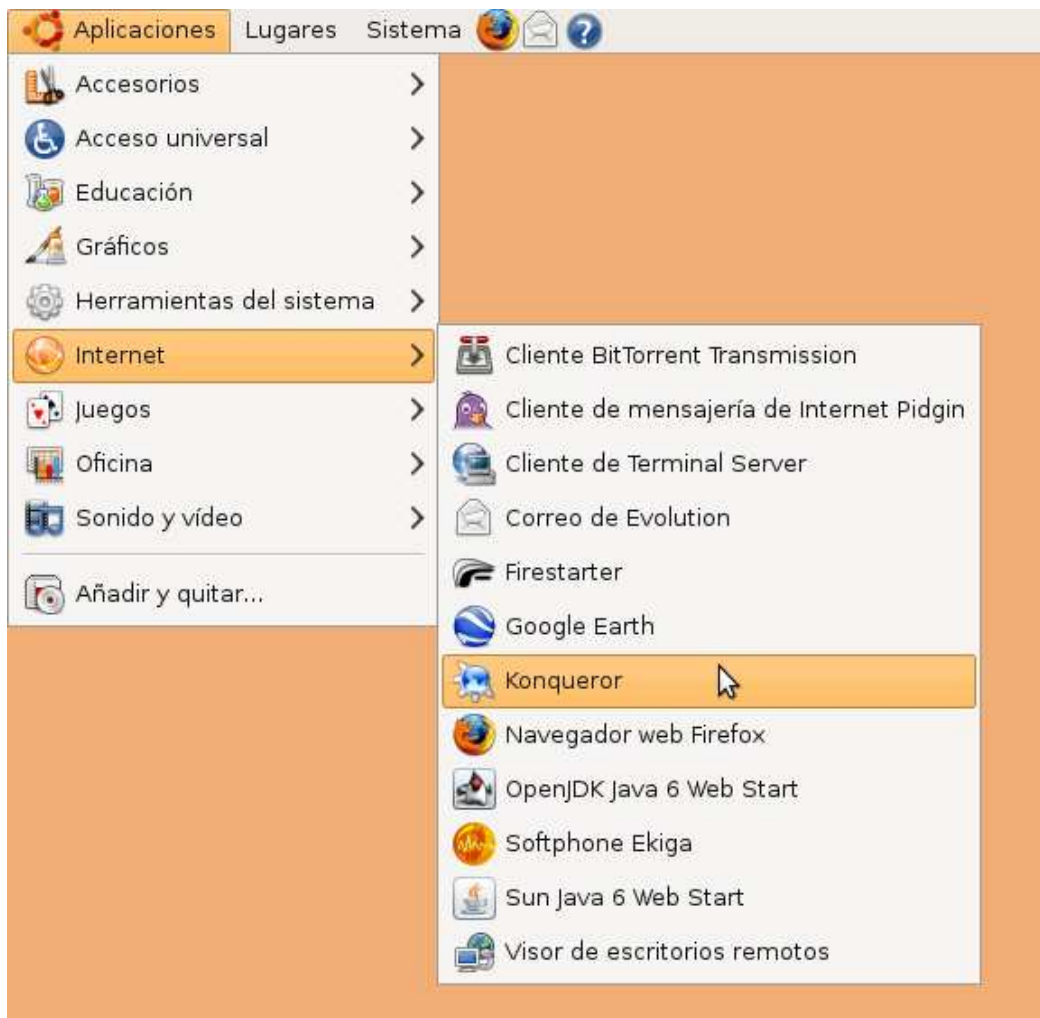 Aplicaciones Lugares Sistema
Accesorios
Acceso universal
Educación
Gráficos
Herramientas del sistema
Internet
Juegos
Oficina
Sonido y vídeo
Añadir y quitar...
Cliente BitTorrent Transmission
Cliente de mensajería de Internet Pidgin
Cliente de Terminal Server
Correo de Evolution
Firestarter
Google Earth
Konqueror
Navegador web Firefox
OpenJDK Java 6 Web Start
Softphone Ekiga
Sun Java 6 Web Start
Visor de escritorios remotos